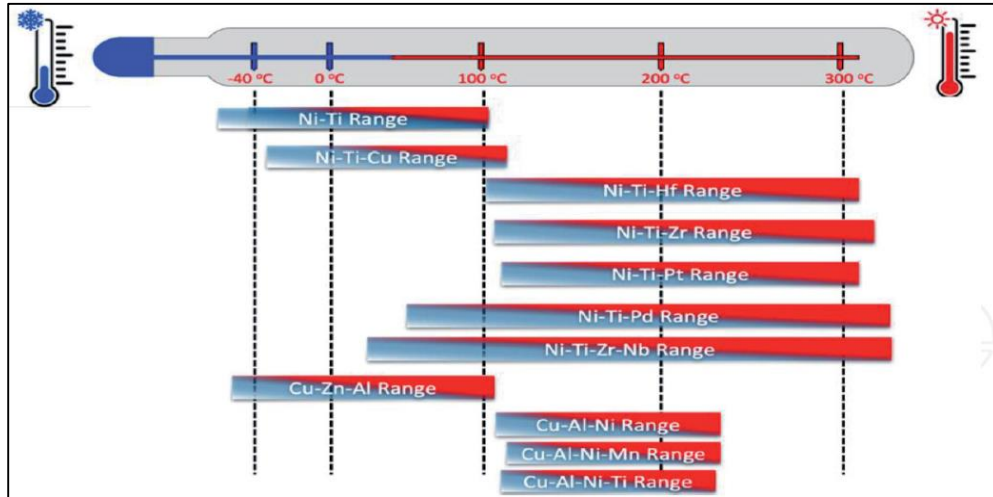 -40 °C 0 °C 100 °C 200 °C 300 °C
Ni-Ti Range
Ni-Ti-Cu Range
Ni-Ti-Hf Range
Ni-Ti-Zr Range
Ni-Ti-Pt Range
Ni-Ti-Pd Range
Ni-Ti-Zr-Nb Range
Cu-Zn-Al Range
Cu-Al-Ni Range
Cu-Al-Ni-Mn Range
Cu-Al-Ni-Ti Range